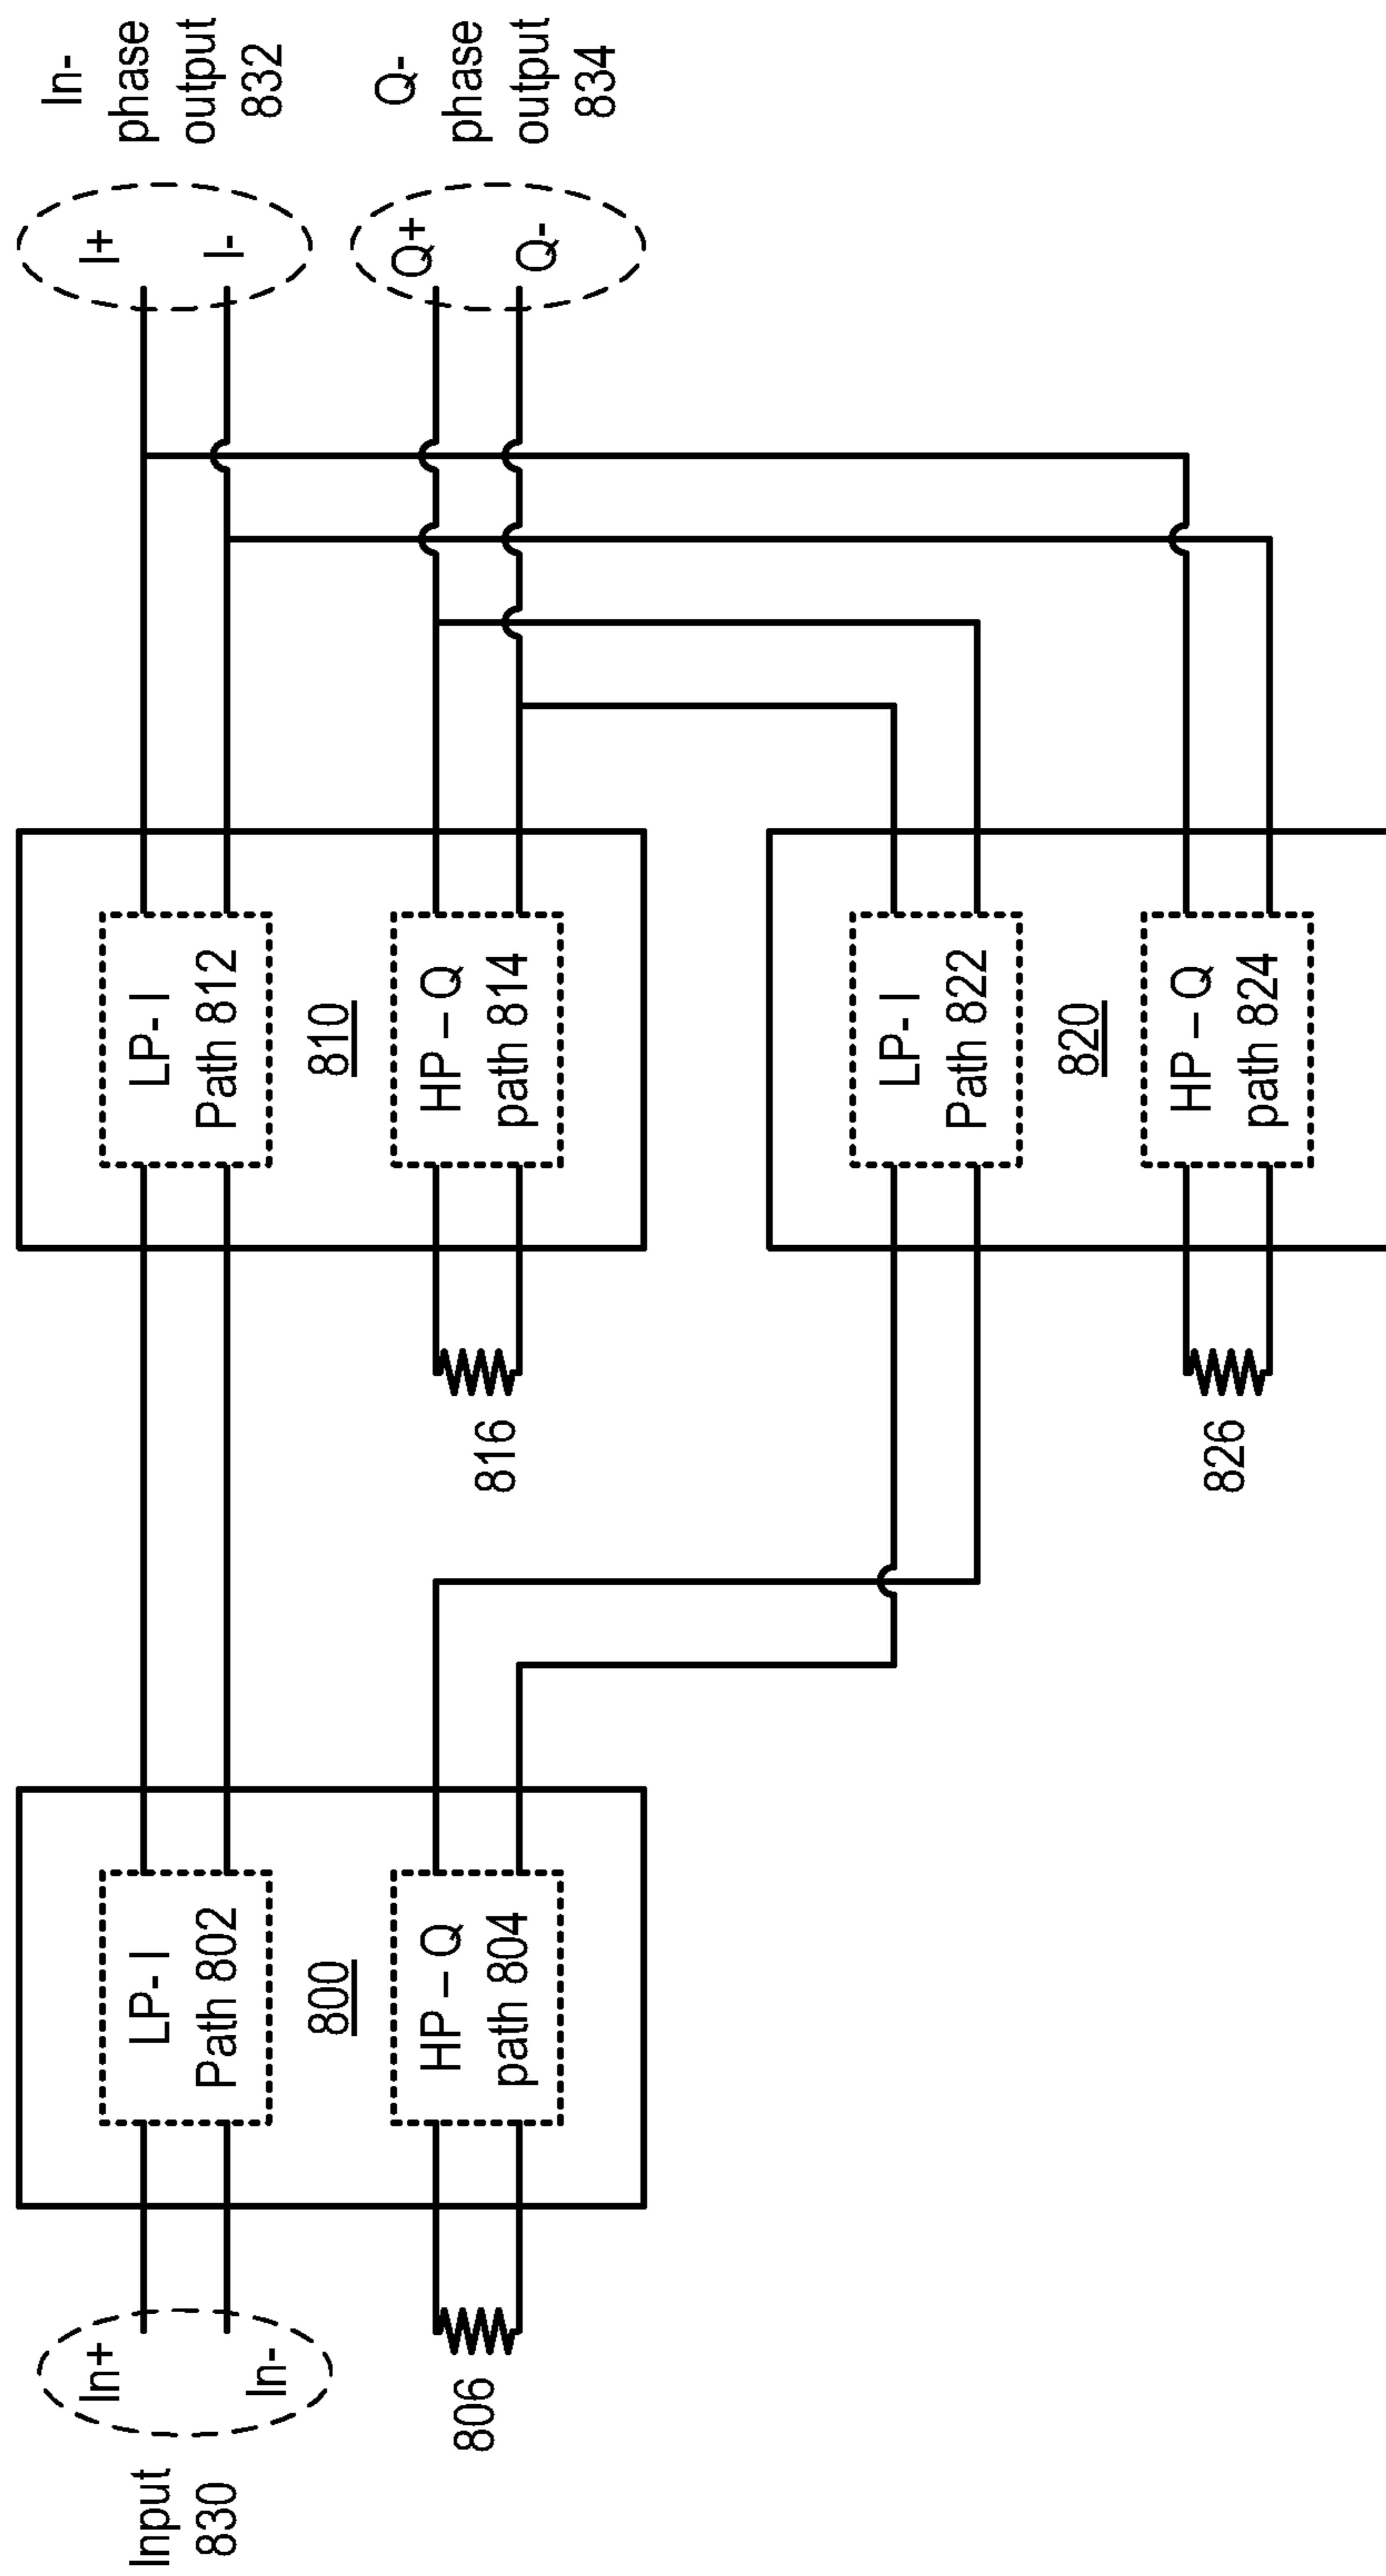 Input
830
In+
In-
806
LP- I
Path 802
800
HP – Q
path 804
816
LP- I
Path 812
810
HP – Q
path 814
826
LP- I
Path 822
820
HP – Q
path 824
I+
I-
Q+
Q-
In-
phase
output
832
Q-
phase
output
834